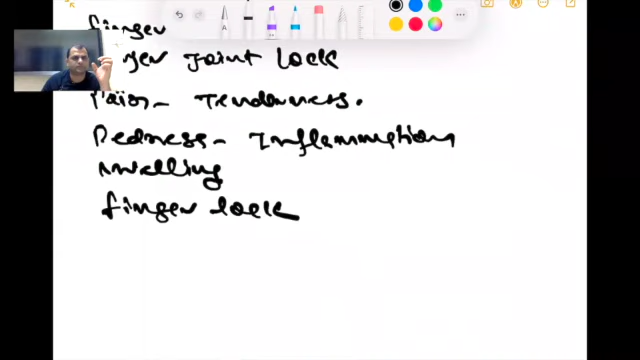 finger
Joint lock
Pain - Tenderness.
Redness - Inflammation
swelling
finger lock